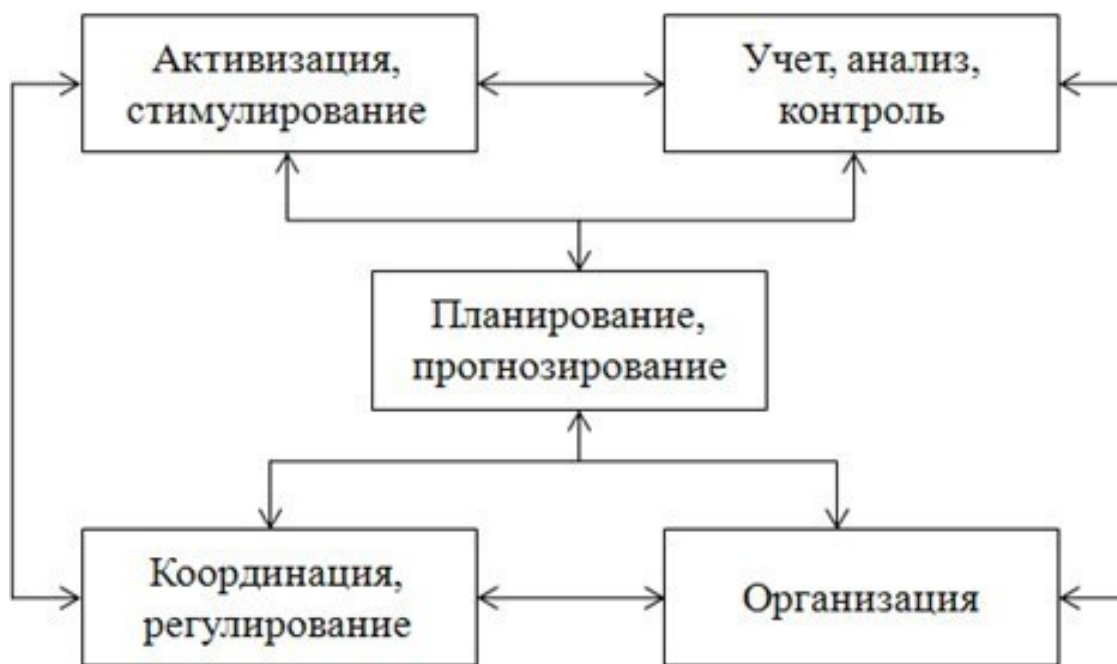 Активизация,
стимулирование
Учет, анализ,
контроль
Планирование,
прогнозирование
Координация,
регулирование
Организация